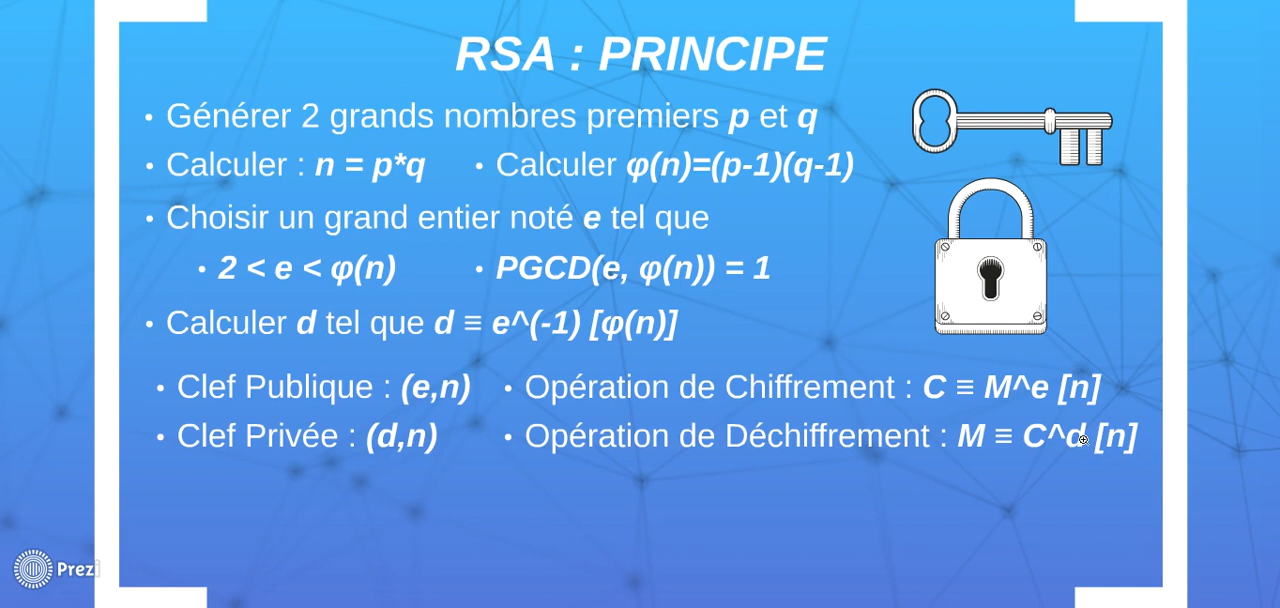 RSA : PRINCIPE
• Générer 2 grands nombres premiers p et q
• Calculer : n = p*q • Calculer φ(n)=(p-1)(q-1)
• Choisir un grand entier noté e tel que
• 2 < e < φ(n) • PGCD(e, φ(n)) = 1
• Calculer d tel que d ≡ e^(-1) [φ(n)]
• Clef Publique : (e,n) • Opération de Chiffrement : C ≡ M^e [n]
• Clef Privée : (d,n) • Opération de Déchiffrement : M ≡ C^d [n]
Prezi